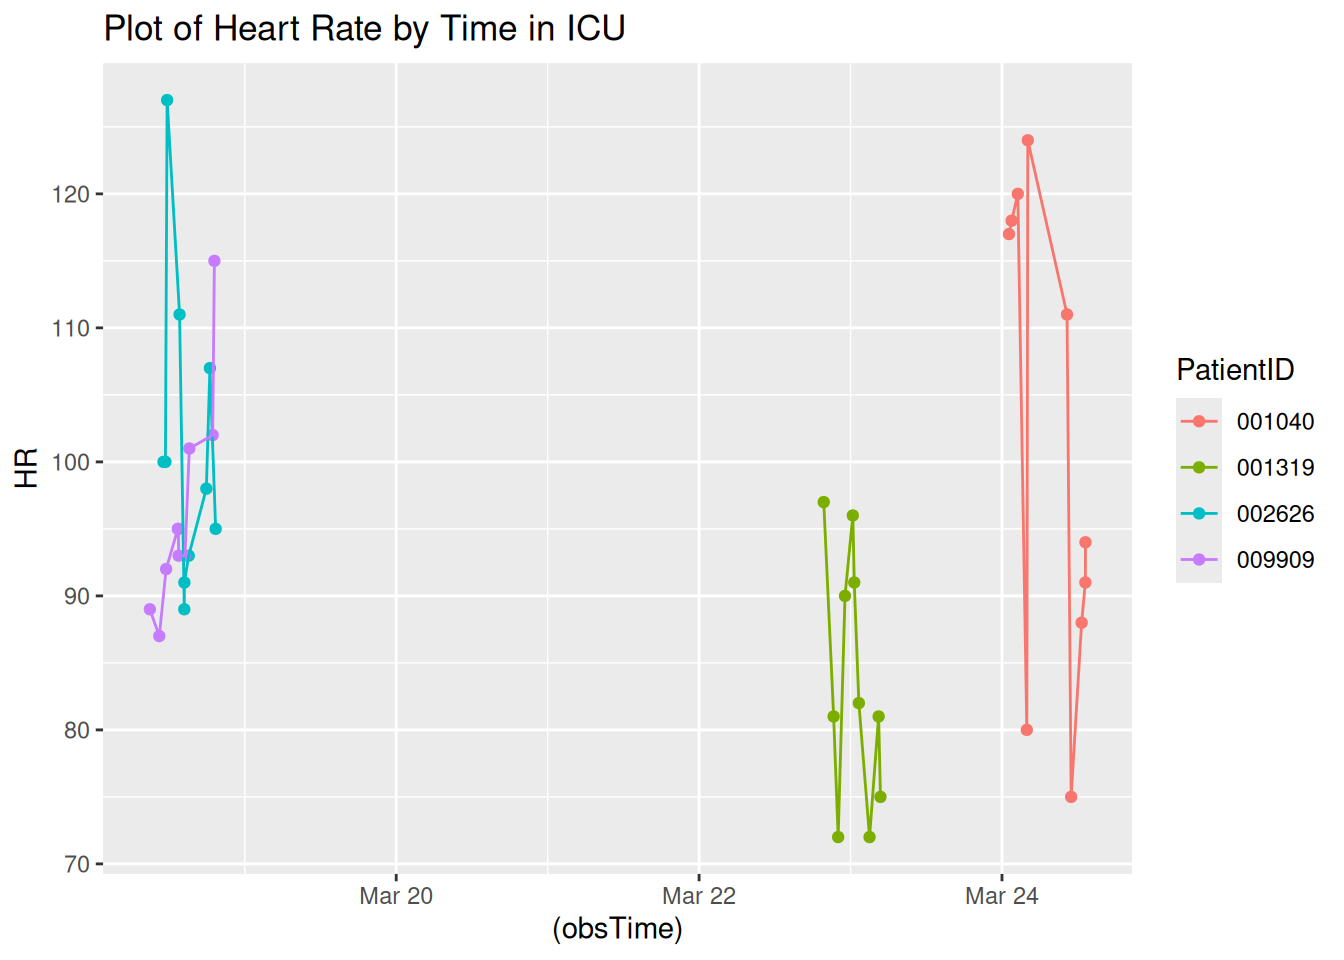 Plot of Heart Rate by Time in ICU
HR
120
110
100
90
80
70
Mar 20
Mar 22
Mar 24
(obsTime)
PatientID
001040
001319
002626
009909